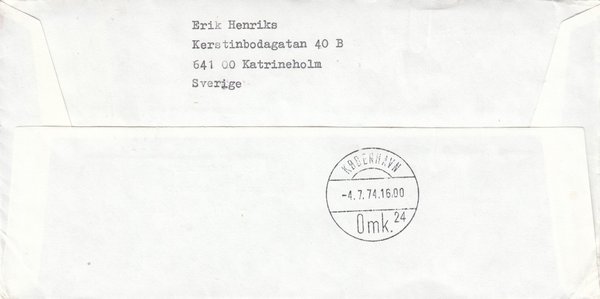 Erik Henriks
Kerstinbodagatan 40 B
641 00 Katrineholm
Sverige
KØBENHAVN
-4.7.74.16.00
Omk.24